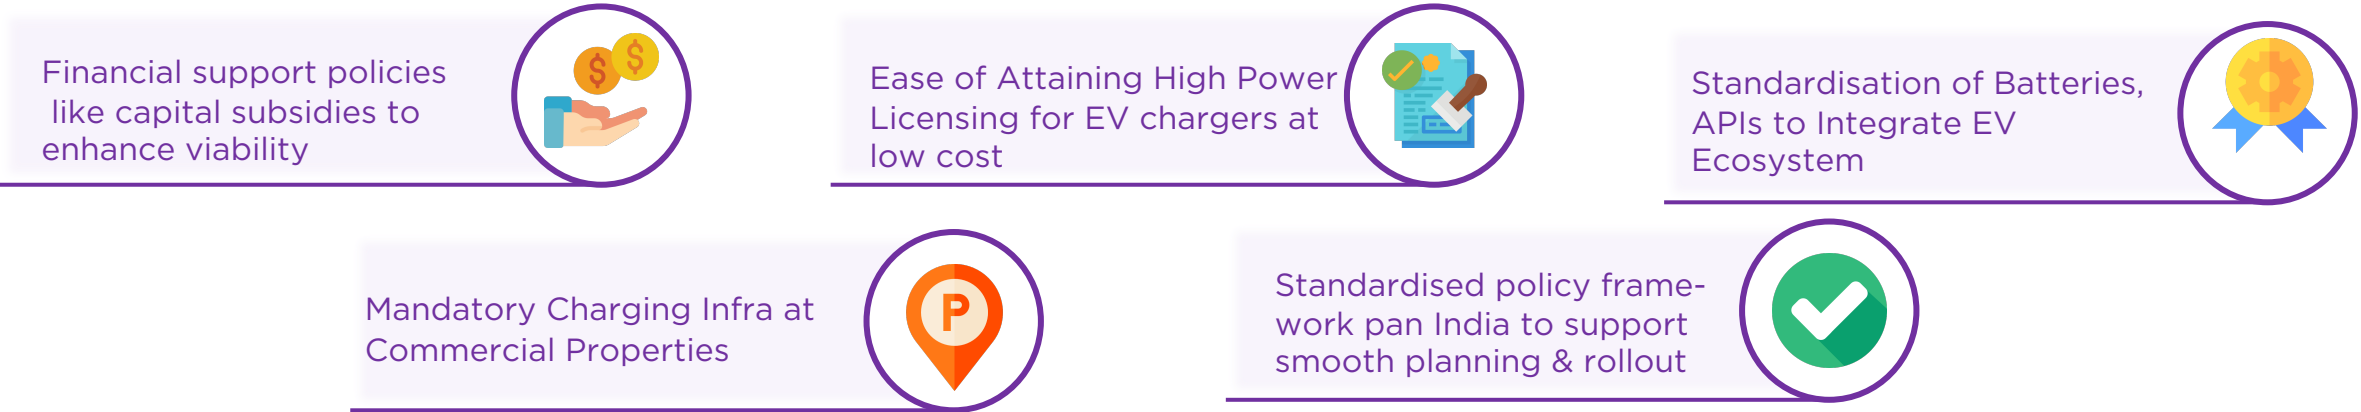 Financial support policies
like capital subsidies to
enhance viability
Ease of Attaining High Power
Licensing for EV chargers at
low cost
Standardisation of Batteries,
APIs to Integrate EV
Ecosystem
Mandatory Charging Infra at
Commercial Properties
P
Standardised policy frame-
work pan India to support
smooth planning & rollout